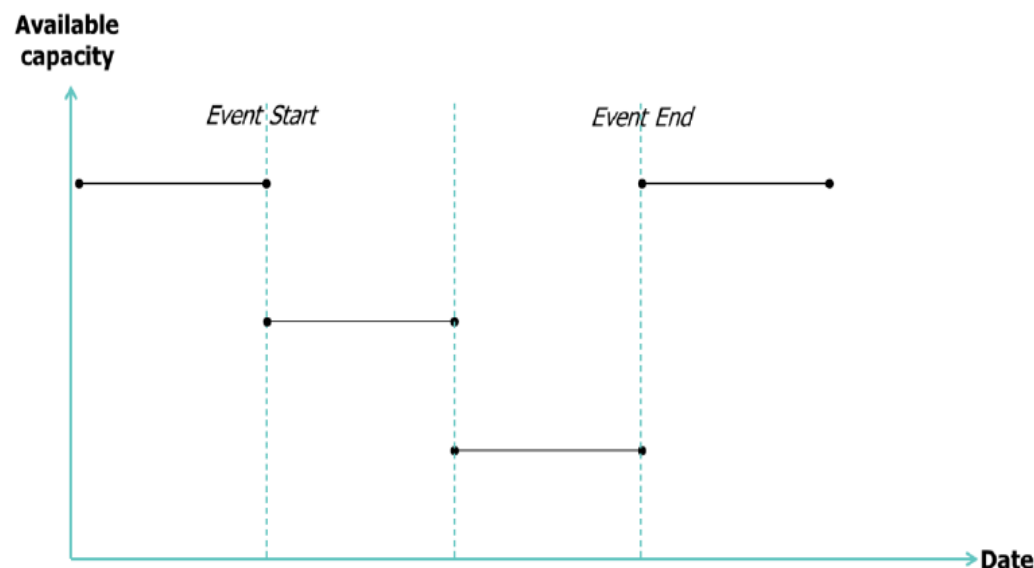 Available
capacity
Event Start
Event End
Date